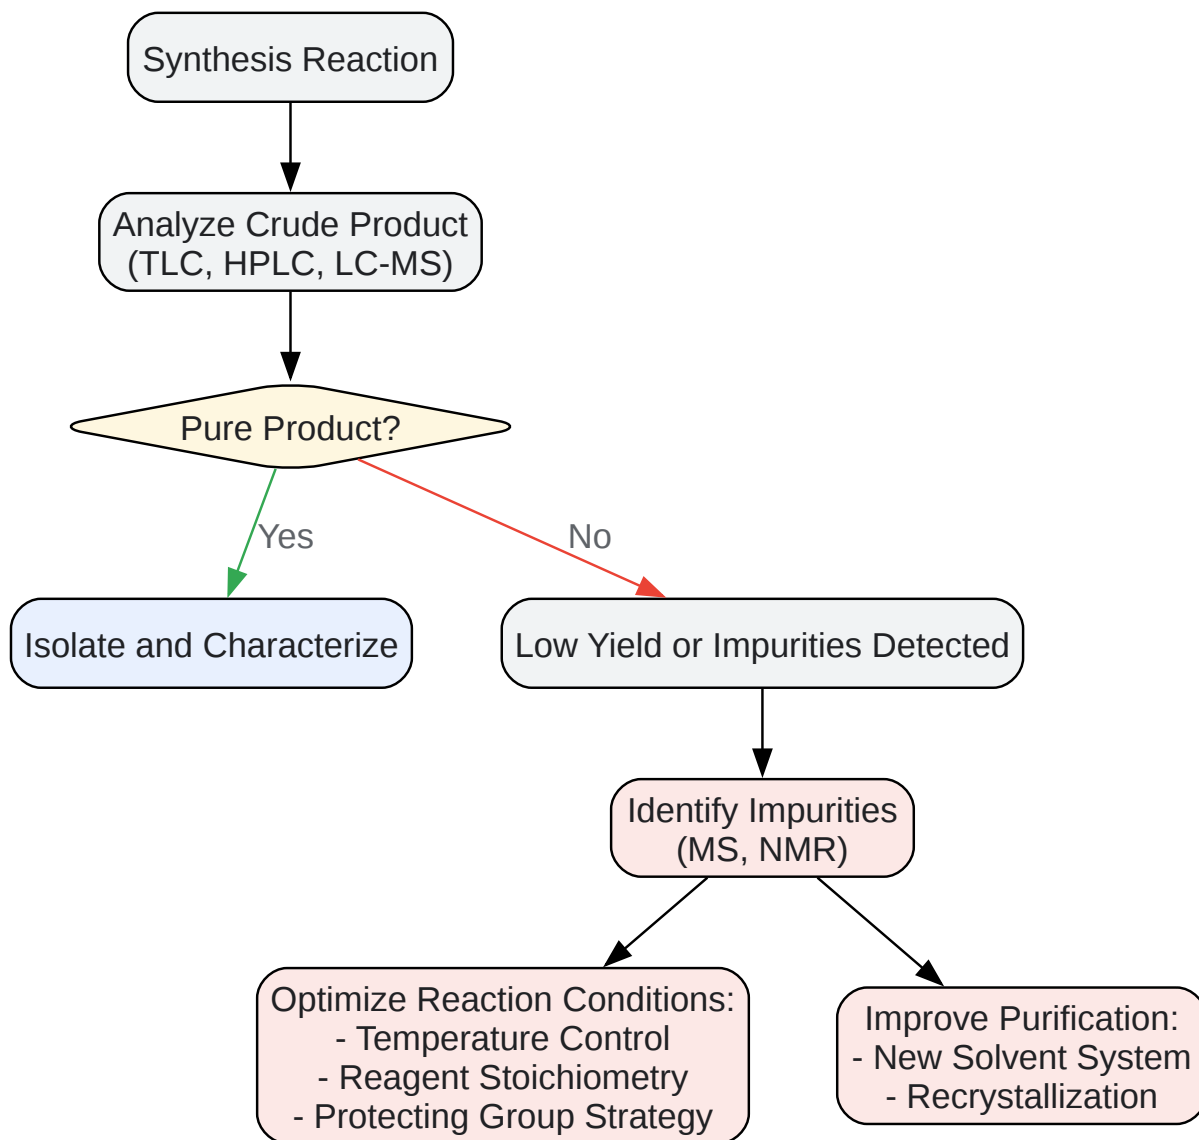 Synthesis Reaction
Analyze Crude Product
(TLC, HPLC, LC-MS)
Pure Product?
Yes
No
Isolate and Characterize
Low Yield or Impurities Detected
Identify Impurities
(MS, NMR)
Optimize Reaction Conditions:
- Temperature Control
- Reagent Stoichiometry
- Protecting Group Strategy
Improve Purification:
- New Solvent System
- Recrystallization